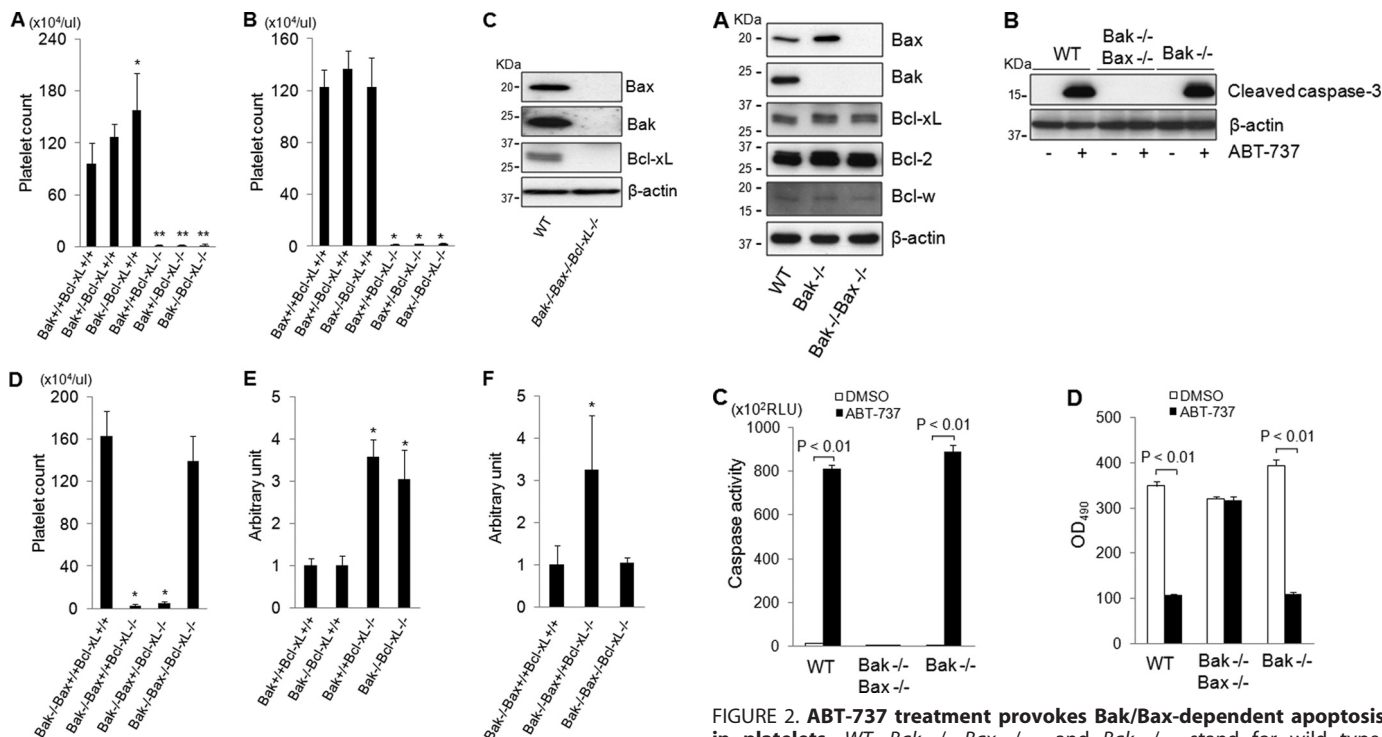 A (x10⁴/ul)
Platelet count
240
180
120
60
0
*
** ** **
Bak+/+Bcl-xL+/+
Bak+/-Bcl-xL+/+
Bak-/-Bcl-xL+/+
Bak+/+Bcl-xL-/-
Bak+/-Bcl-xL-/-
Bak-/-Bcl-xL-/-
B (x10⁴/ul)
Platelet count
160
120
80
40
0
* * *
Bax+/+Bcl-xL+/+
Bax+/-Bcl-xL+/+
Bax-/-Bcl-xL+/+
Bax+/+Bcl-xL-/-
Bax+/-Bcl-xL-/-
Bax-/-Bcl-xL-/-
C
KDa
20 - Bax
25 - Bak
37 -
25 - Bcl-xL
37 - β-actin
WT
Bak-/-Bax-/-Bcl-xL-/-
A KDa
20 - Bax
25 - Bak
37 -
25 - Bcl-xL
25 - Bcl-2
20 -
15 - Bcl-w
37 - β-actin
WT
Bak -/-
Bak -/-Bax -/-
B
WT
Bak -/-
Bax -/-
Bak -/-
KDa
15 - Cleaved caspase-3
37 - β-actin
- + - + - + ABT-737
D (x10⁴/ul)
Platelet count
200
160
120
80
40
0
* *
Bak-/-Bax+/+Bcl-xL+/+
Bak-/-Bax+/+Bcl-xL-/-
Bak-/-Bax+/-Bcl-xL-/-
Bak-/-Bax-/-Bcl-xL-/-
E
Arbitrary unit
5
4
3
2
1
0
* *
Bak+/+Bcl-xL+/+
Bak-/-Bcl-xL+/+
Bak+/+Bcl-xL-/-
Bak-/-Bcl-xL-/-
F
Arbitrary unit
5
4
3
2
1
0
*
Bak-/-Bax+/+Bcl-xL+/+
Bak-/-Bax+/+Bcl-xL-/-
Bak-/-Bax-/-Bcl-xL-/-
C (x10²RLU)
DMSO
ABT-737
Caspase activity
1000
800
600
400
200
0
P < 0.01
P < 0.01
WT
Bak -/-
Bax -/-
Bak -/-
D
DMSO
ABT-737
OD₄₉₀
500
400
300
200
100
0
P < 0.01
P < 0.01
WT
Bak -/-
Bax -/-
Bak -/-
FIGURE 2. ABT-737 treatment provokes Bak/Bax-dependent apoptosis